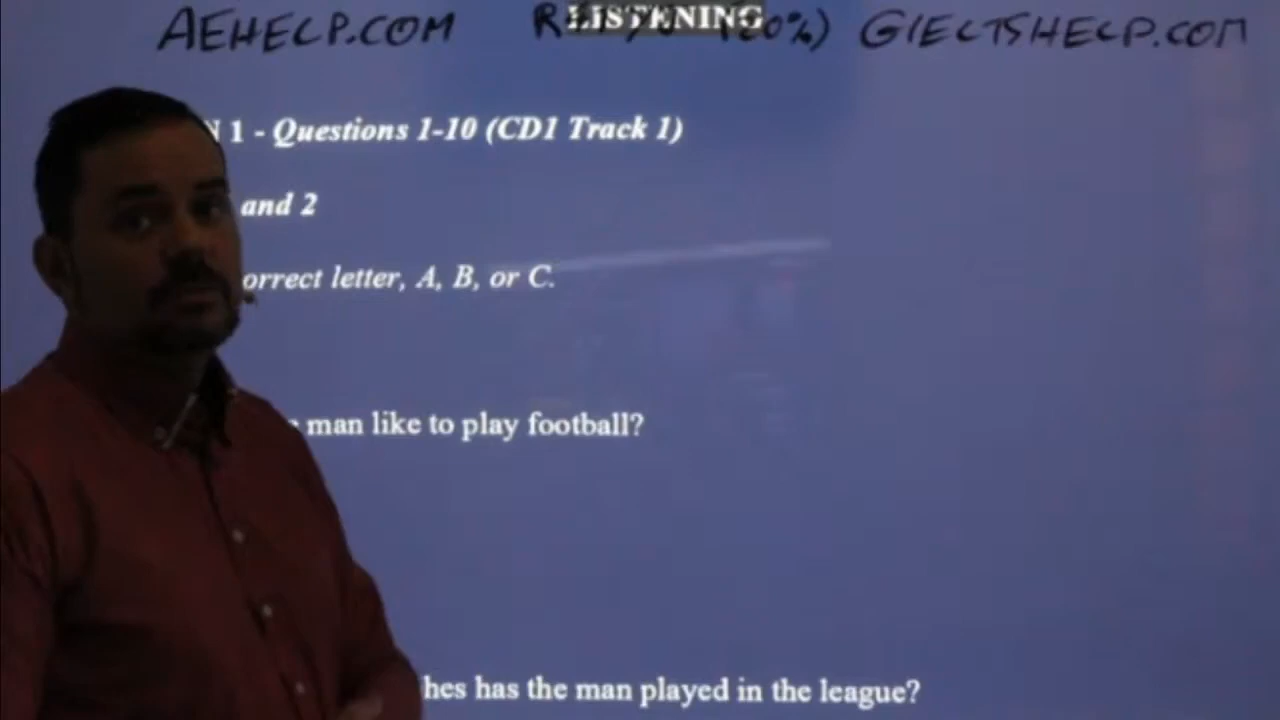 AEHELP.COM LISTENING %) GIELTSHELP.COM
N 1 - Questions 1-10 (CD1 Track 1)
and 2
orrect letter, A, B, or C.
man like to play football?
hes has the man played in the league?